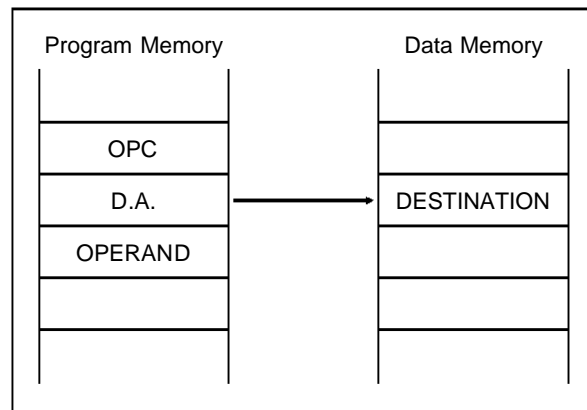 Program Memory Data Memory
OPC
D.A. DESTINATION
OPERAND